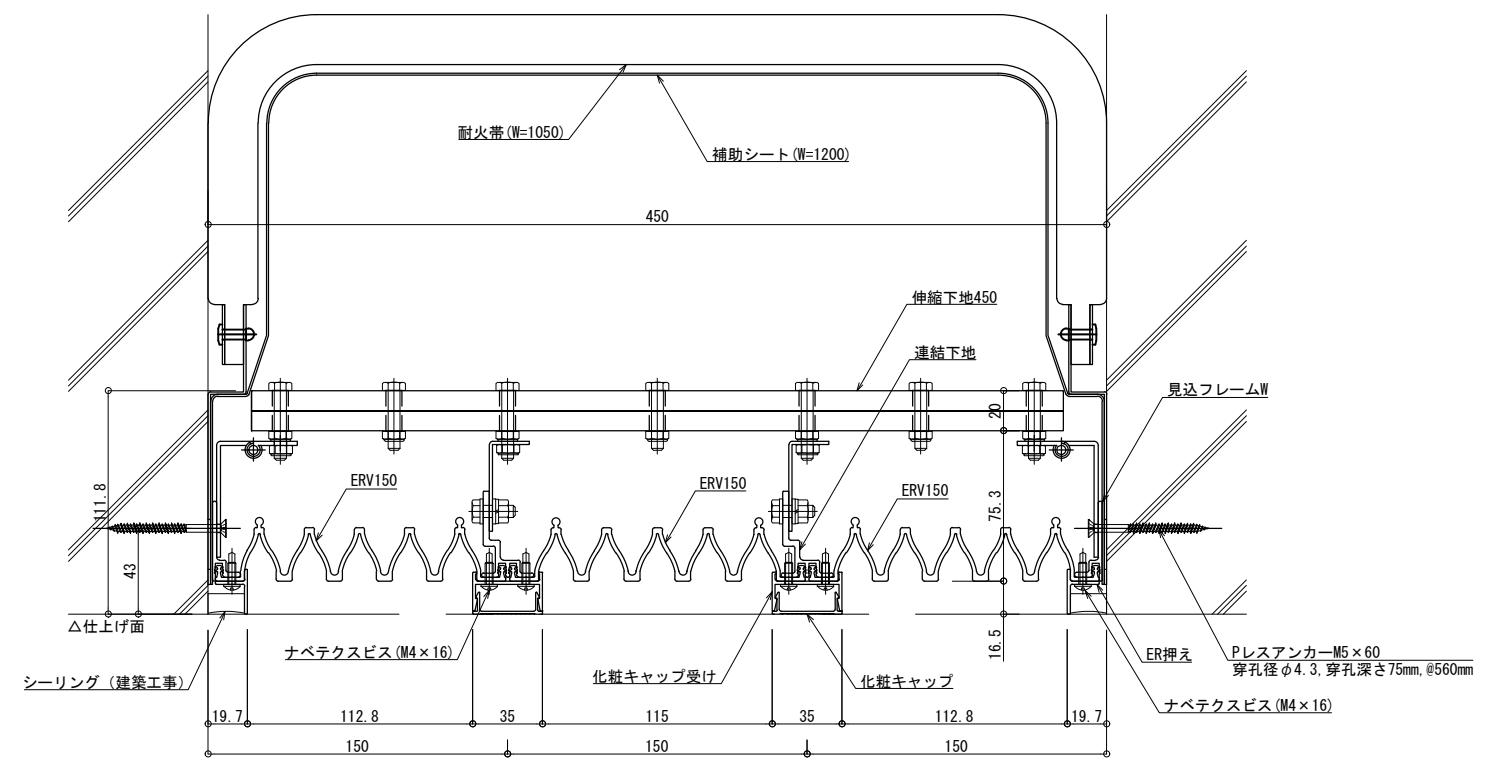 耐火帯(W=1050)
補助シート(W=1200)
450
伸縮下地450
連結下地
見込フレームW
20
111.8
ERV150
ERV150
ERV150
75.3
43
△仕上げ面
16.5
ナベテクスビス(M4×16)
ER押え
PレスアンカーM5×60
穿孔径φ4.3,穿孔深さ75mm,@560mm
シーリング(建築工事)
化粧キャップ受け
化粧キャップ
ナベテクスビス(M4×16)
19.7
112.8
35
115
35
112.8
19.7
150
150
150